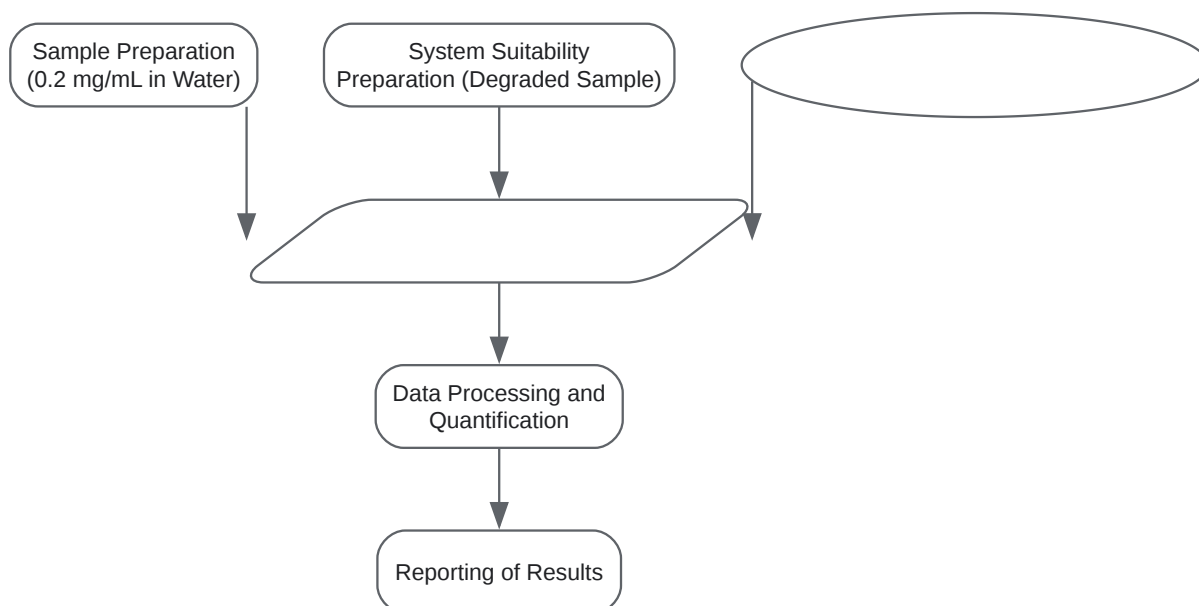 Sample Preparation
(0.2 mg/mL in Water)
System Suitability
Preparation (Degraded Sample)
Data Processing and
Quantification
Reporting of Results